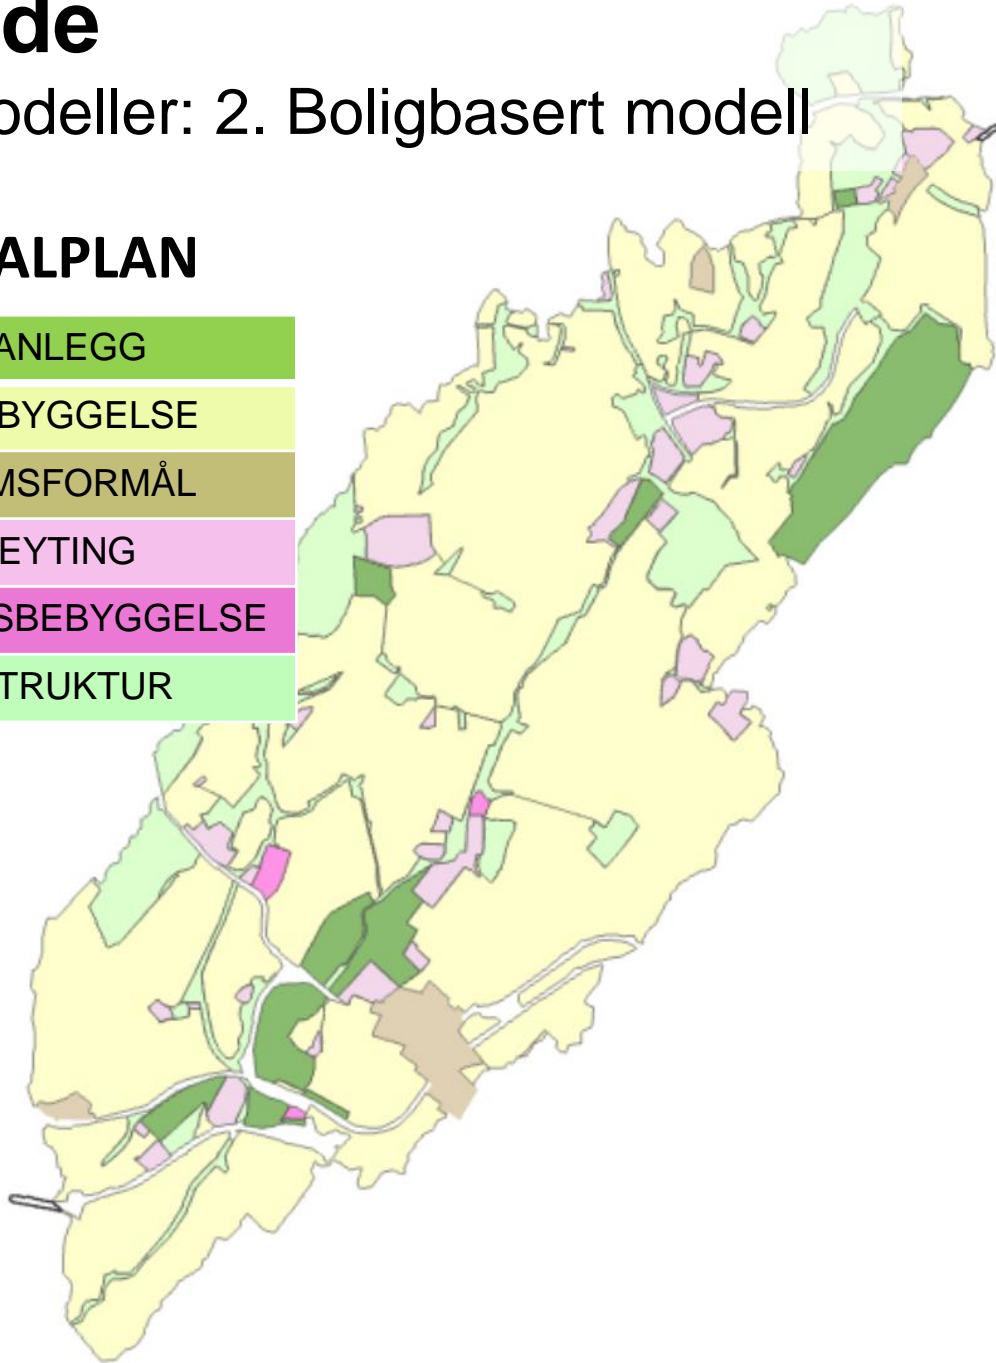 de
odeller: 2. Boligbasert modell
ALPLAN
ANLEGG
BYGGELSE
MSFORMÅL
EYTING
SBEBYGGELSE
TRUKTUR